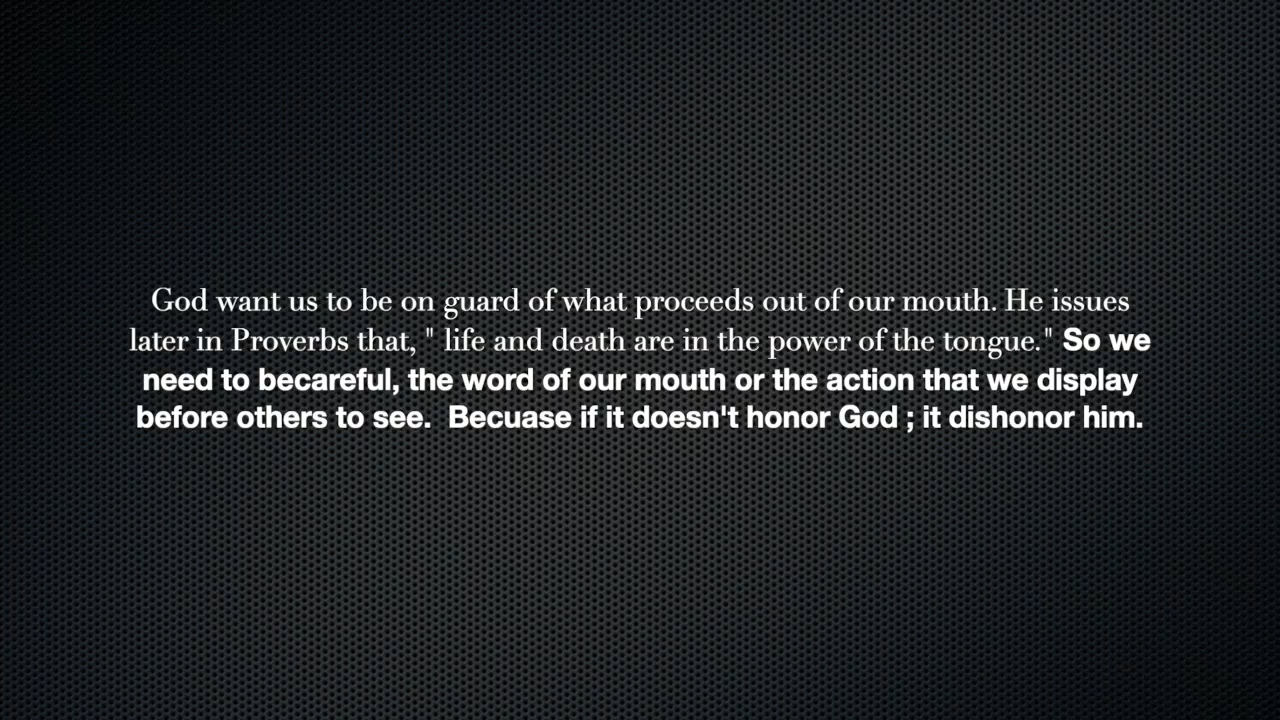 God want us to be on guard of what proceeds out of our mouth. He issues
later in Proverbs that, " life and death are in the power of the tongue." So we
need to becareful, the word of our mouth or the action that we display
before others to see.  Becuase if it doesn't honor God ; it dishonor him.